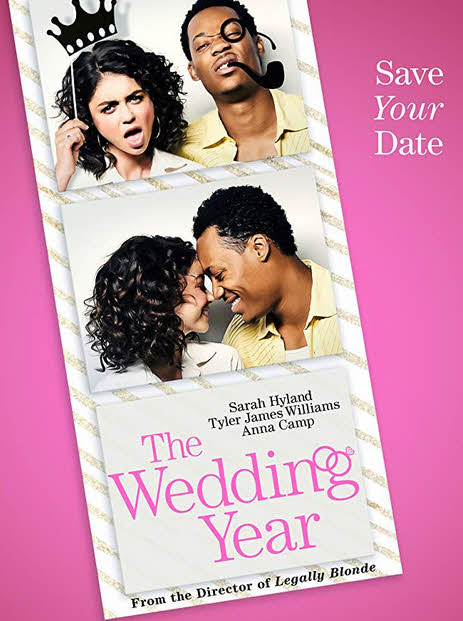 Save
Your
Date
Sarah Hyland
Tyler James Williams
Anna Camp
The
Wedding
Year
From the Director of Legally Blonde